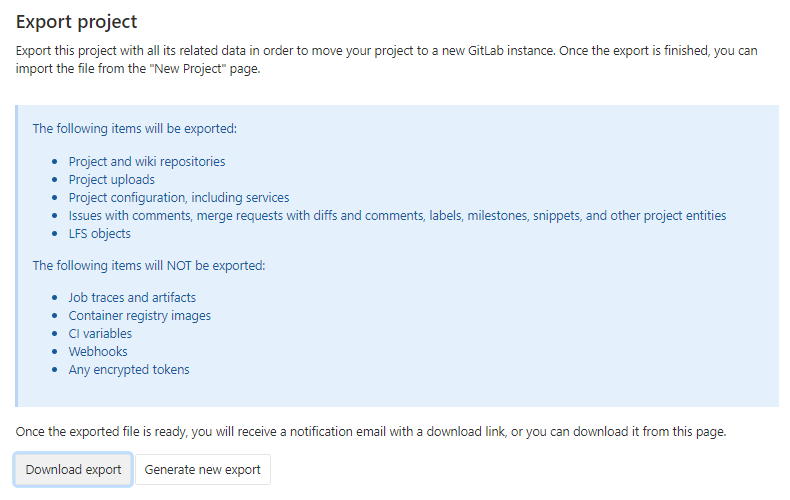 Export project
Export this project with all its related data in order to move your project to a new GitLab instance. Once the export is finished, you can
import the file from the "New Project" page.
The following items will be exported:
• Project and wiki repositories
• Project uploads
• Project configuration, including services
• Issues with comments, merge requests with diffs and comments, labels, milestones, snippets, and other project entities
• LFS objects
The following items will NOT be exported:
• Job traces and artifacts
• Container registry images
• CI variables
• Webhooks
• Any encrypted tokens
Once the exported file is ready, you will receive a notification email with a download link, or you can download it from this page.
Download export Generate new export